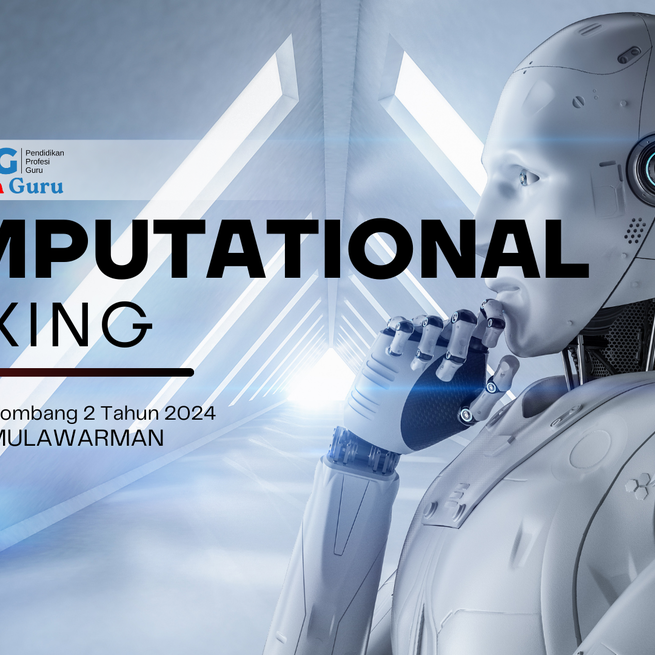 G Pendidikan
Profesi
Guru
Guru
MPUTATIONAL
KING
ombang 2 Tahun 2024
MULAWARMAN